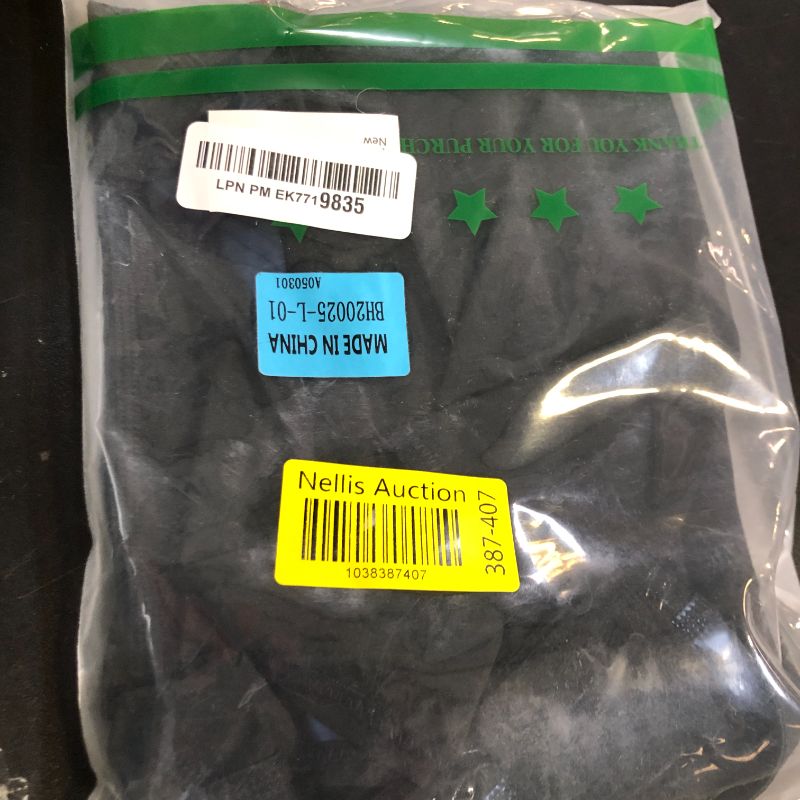 THANK YOU FOR YOUR PURCH
New
LPN PM EK7719835
A050301
BH20025-L-01
MADE IN CHINA
Nellis Auction
1038387407
387-407